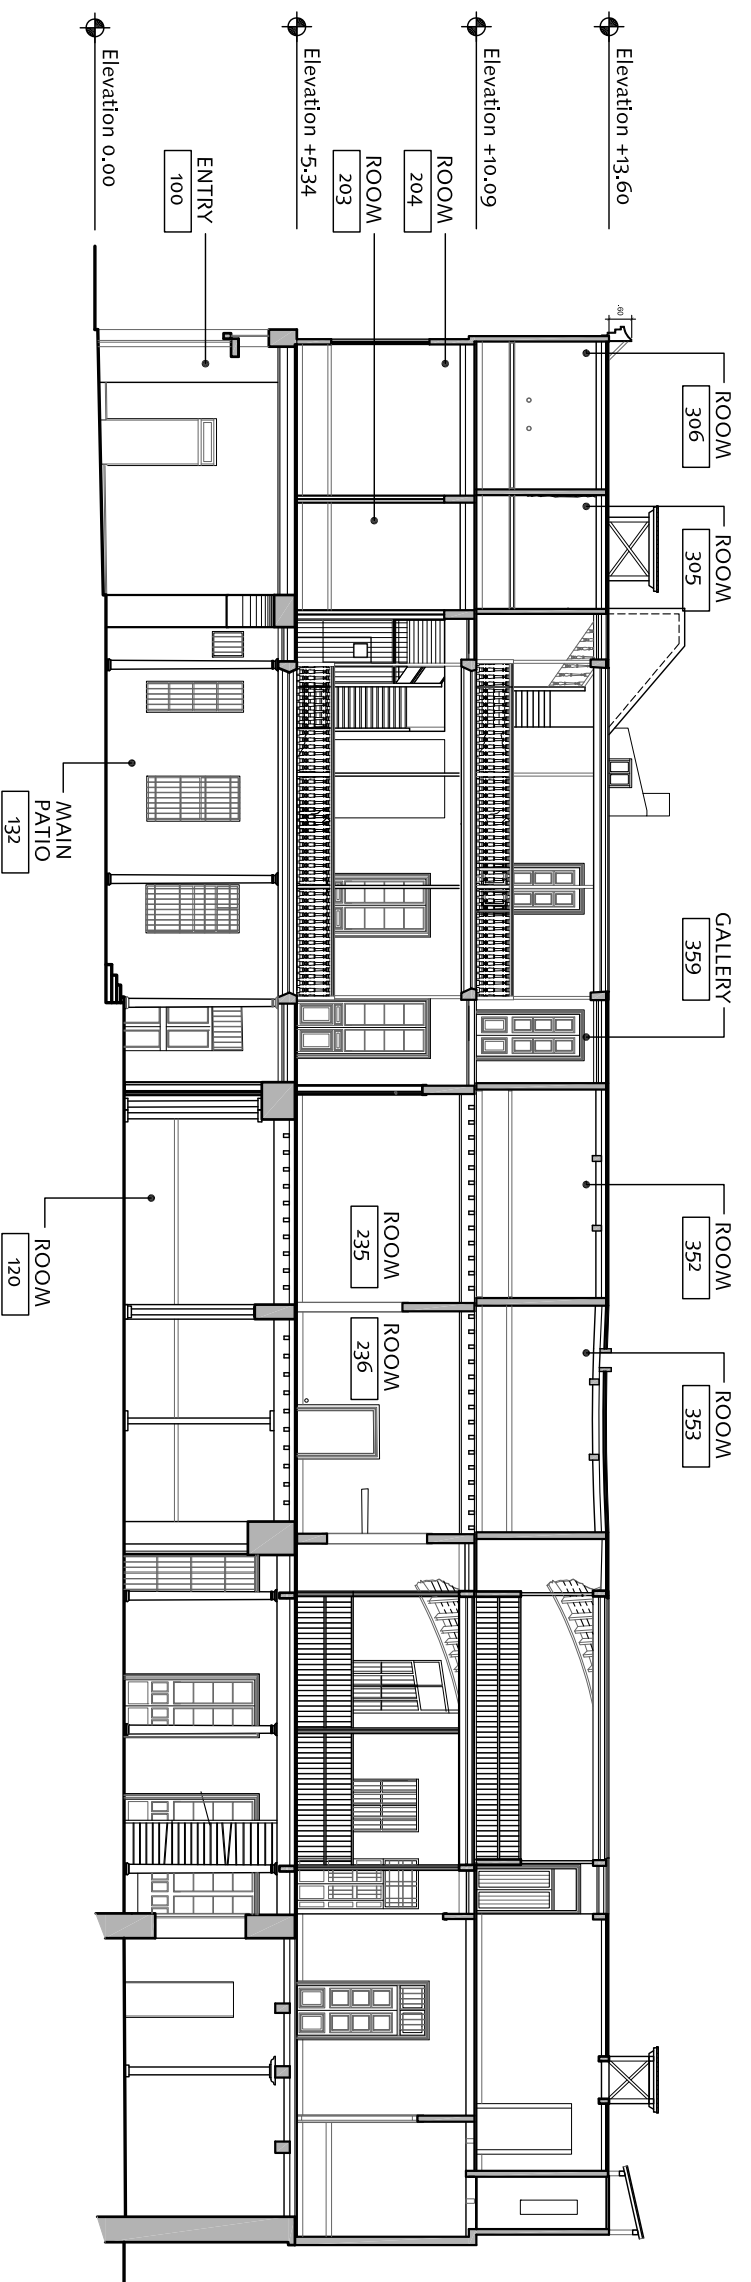 Elevation +13.60
Elevation +10.09
Elevation +5.34
Elevation 0.00
ROOM
204
ROOM
203
ENTRY
100
.60
ROOM
306
ROOM
305
GALLERY
359
ROOM
352
ROOM
353
ROOM
235
ROOM
236
MAIN
PATIO
132
ROOM
120